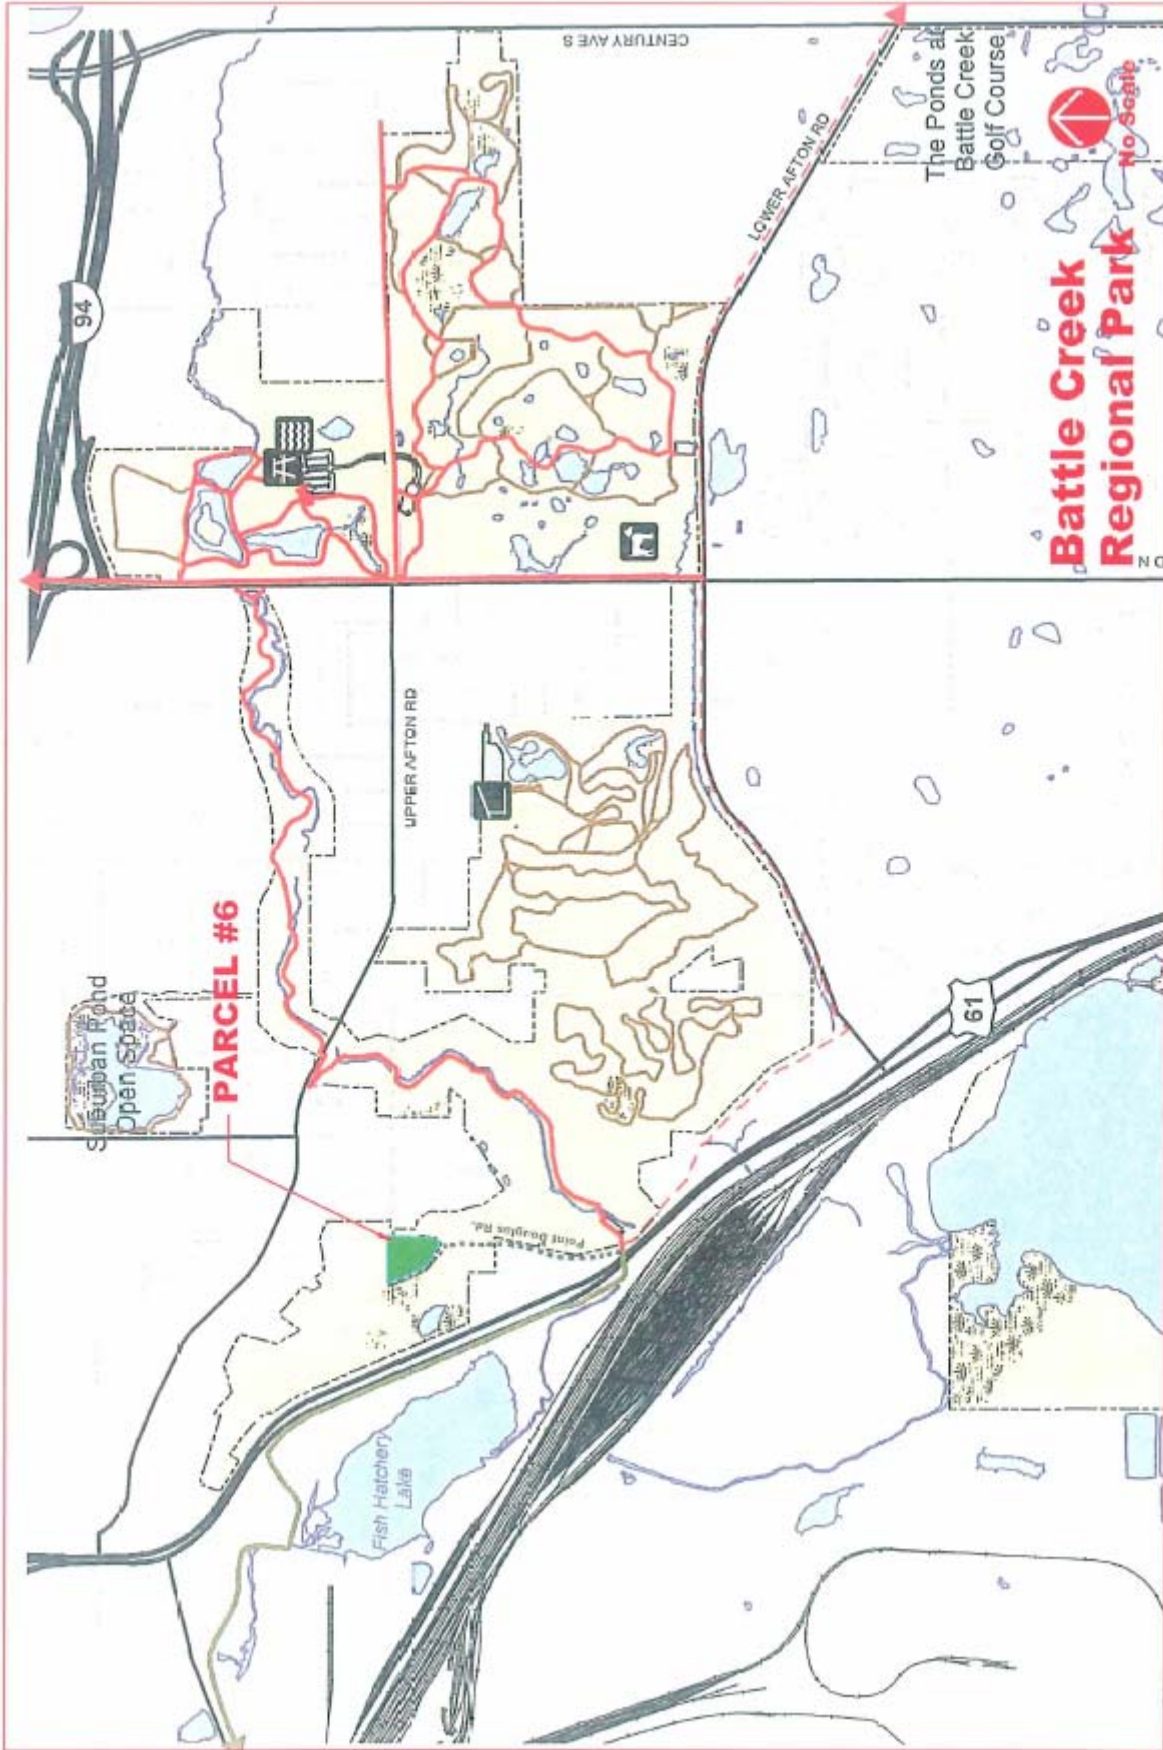 94
CENTURY AVE S
Suburban Pond
Open Space
PARCEL #6
UPPER AFTON RD
LOWER AFTON RD
Point Douglas Rd.
Fish Hatchery
Lake
61
The Ponds at
Battle Creek
Golf Course
Battle Creek
Regional Park
No Scale